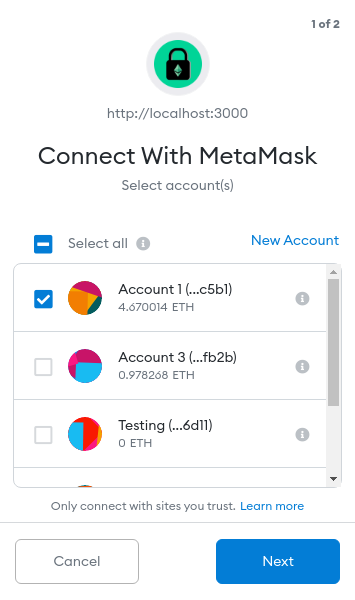 1 of 2
http://localhost:3000
Connect With MetaMask
Select account(s)
Select all
New Account
Account 1 (...c5b1)
4.670014 ETH
Account 3 (...fb2b)
0.978268 ETH
Testing (...6d11)
0 ETH
Only connect with sites you trust. Learn more
Cancel
Next